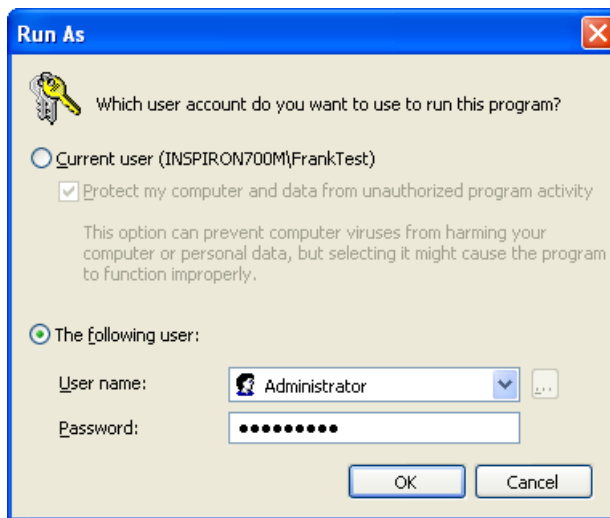 Run As
Which user account do you want to use to run this program?
Current user (INSPIRON700M\FrankTest)
Protect my computer and data from unauthorized program activity
This option can prevent computer viruses from harming your
computer or personal data, but selecting it might cause the program
to function improperly.
The following user:
User name:
Administrator
...
Password:
●●●●●●●●●
OK
Cancel